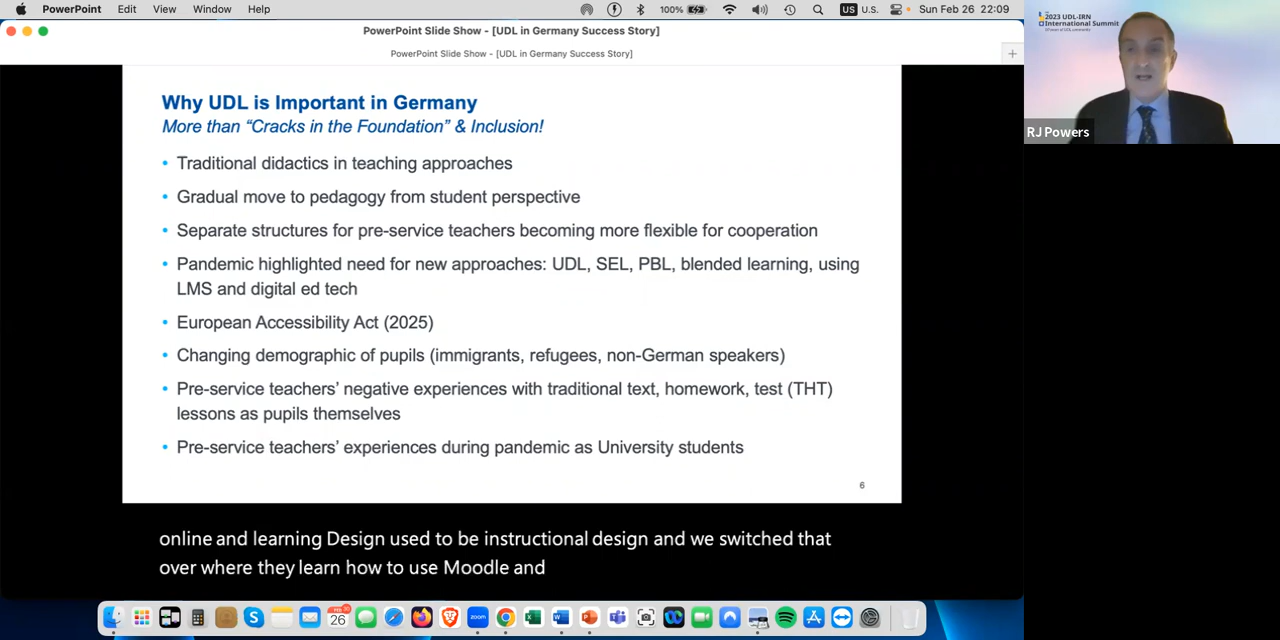 PowerPoint Edit View Window Help 100% US U.S. Sun Feb 26 22:09
PowerPoint Slide Show - [UDL in Germany Success Story]
PowerPoint Slide Show - [UDL in Germany Success Story]
Why UDL is Important in Germany
More than “Cracks in the Foundation” & Inclusion!
• Traditional didactics in teaching approaches
• Gradual move to pedagogy from student perspective
• Separate structures for pre-service teachers becoming more flexible for cooperation
• Pandemic highlighted need for new approaches: UDL, SEL, PBL, blended learning, using
LMS and digital ed tech
• European Accessibility Act (2025)
• Changing demographic of pupils (immigrants, refugees, non-German speakers)
• Pre-service teachers’ negative experiences with traditional text, homework, test (THT)
lessons as pupils themselves
• Pre-service teachers’ experiences during pandemic as University students
6
online and learning Design used to be instructional design and we switched that
over where they learn how to use Moodle and
26
zoom
2023 UDL-IRN
International Summit
RJ Powers